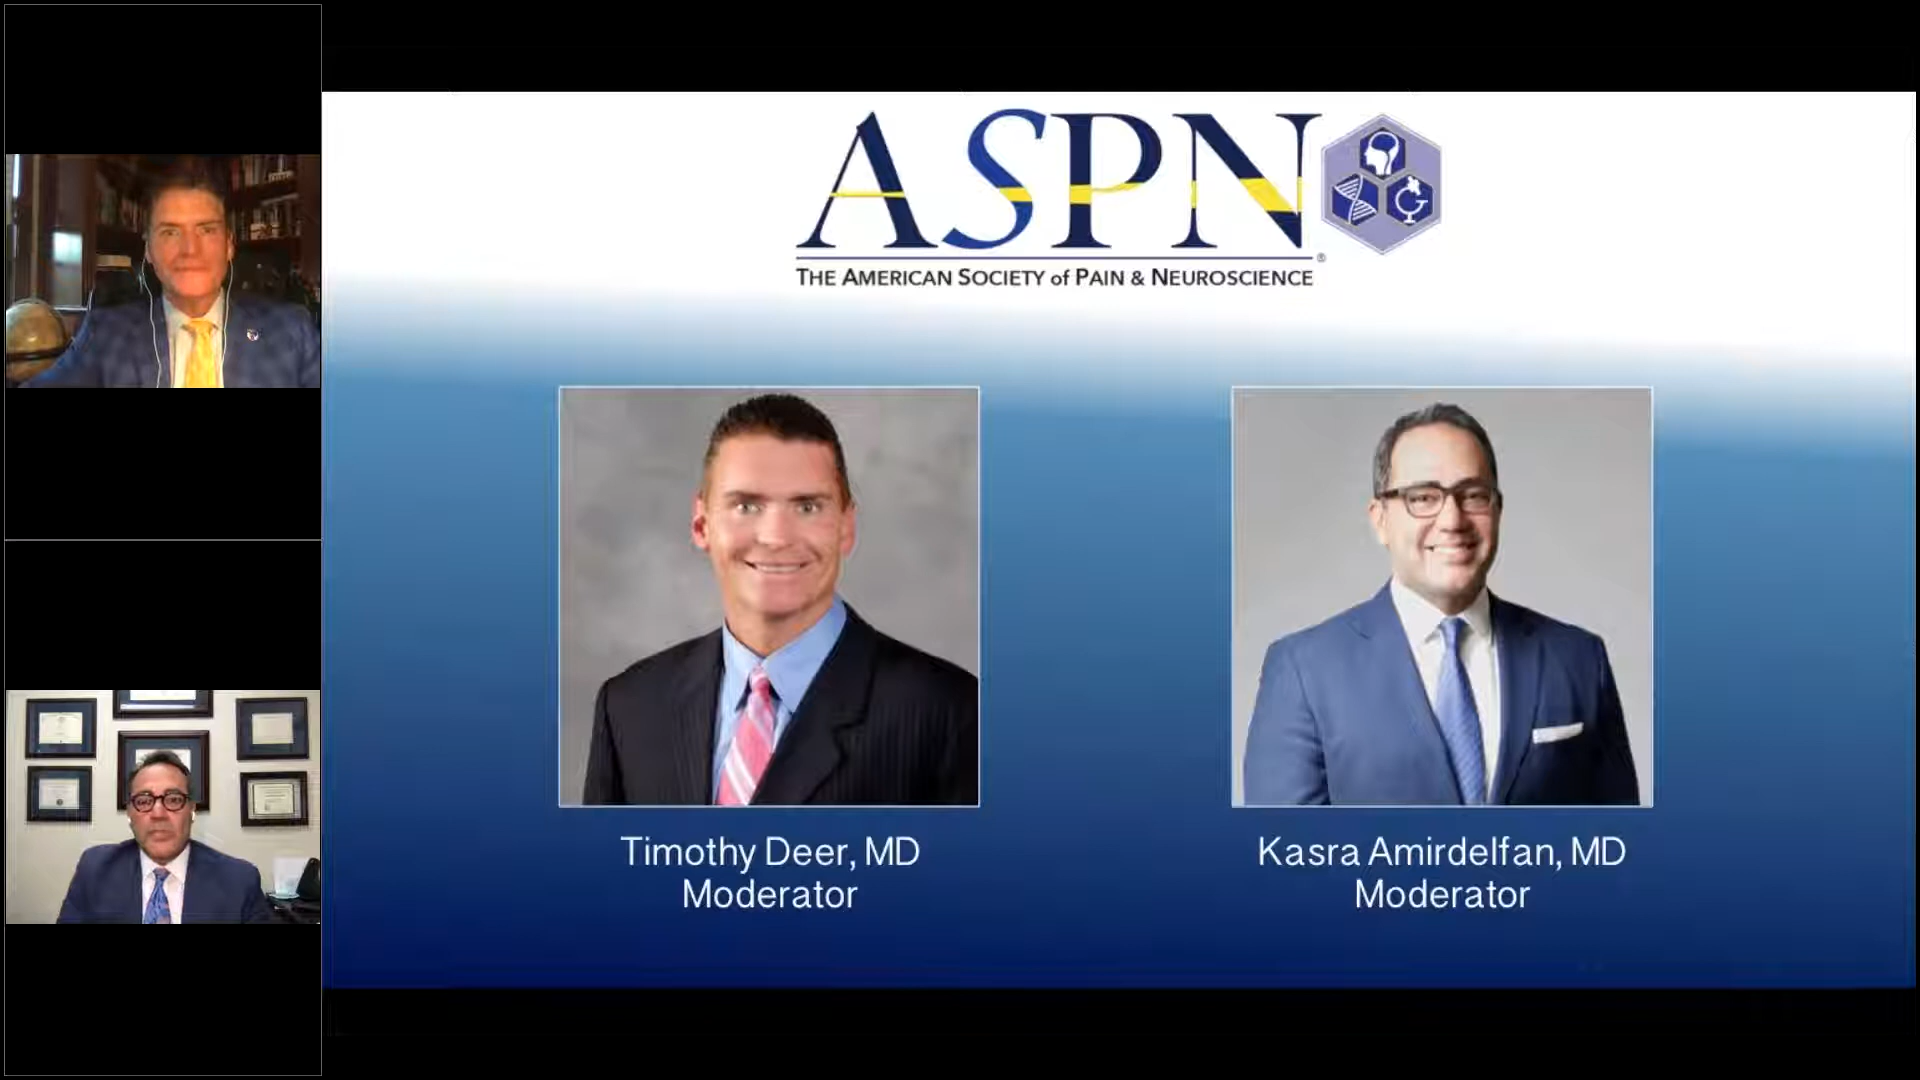 ASPN
®
THE AMERICAN SOCIETY of PAIN & NEUROSCIENCE
Timothy Deer, MD
Moderator
Kasra Amirdelfan, MD
Moderator